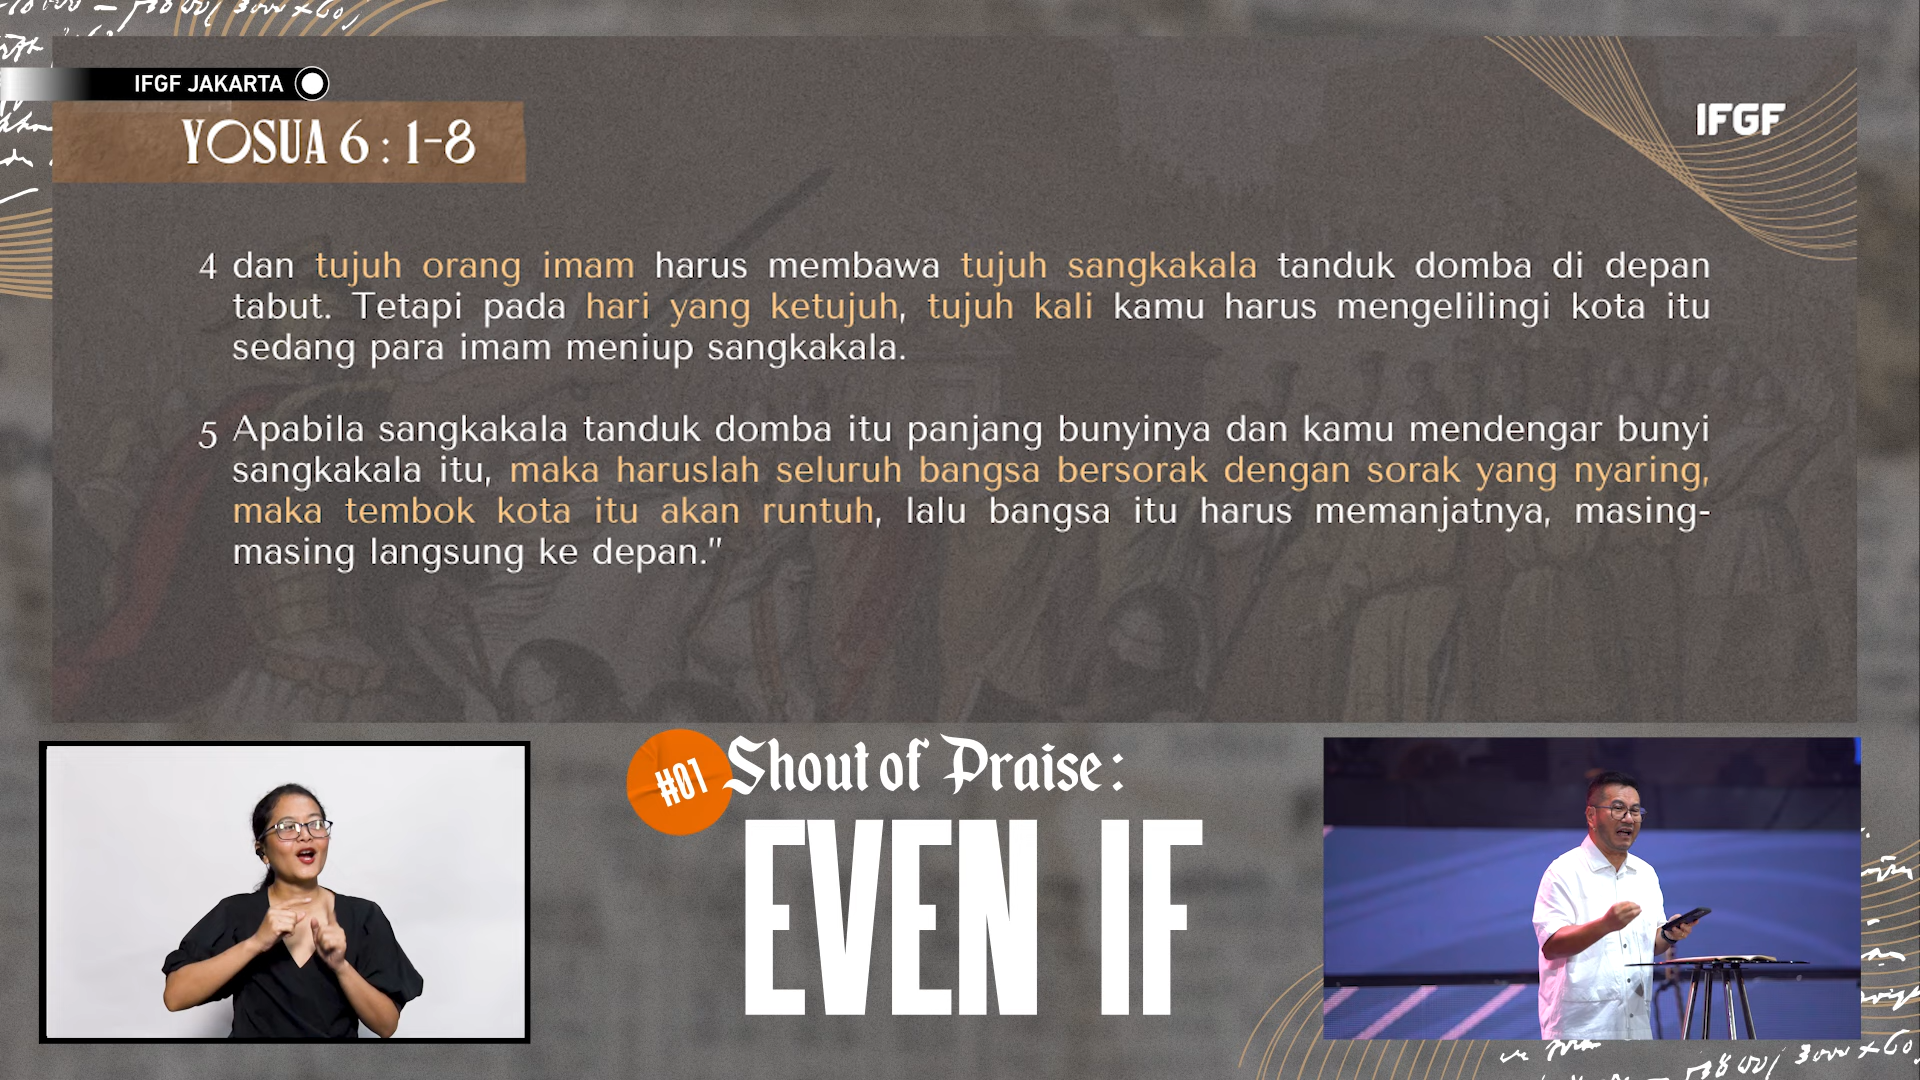 IFGF JAKARTA
YOSUA 6 : 1-8
IFGF
4 dan tujuh orang imam harus membawa tujuh sangkakala tanduk domba di depan
tabut. Tetapi pada hari yang ketujuh, tujuh kali kamu harus mengelilingi kota itu
sedang para imam meniup sangkakala.
5 Apabila sangkakala tanduk domba itu panjang bunyinya dan kamu mendengar bunyi
sangkakala itu, maka haruslah seluruh bangsa bersorak dengan sorak yang nyaring,
maka tembok kota itu akan runtuh, lalu bangsa itu harus memanjatnya, masing-
masing langsung ke depan.”
#01 Shout of Praise:
EVEN IF